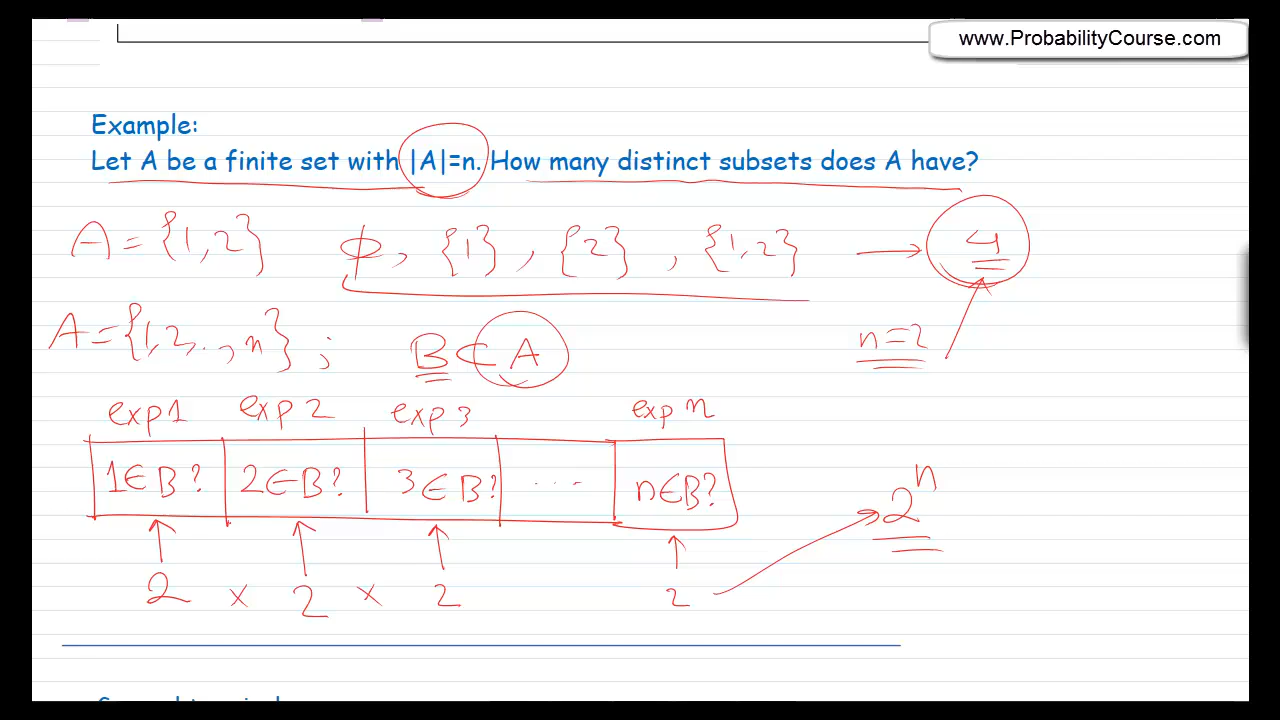 www.ProbabilityCourse.com
Example:
Let A be a finite set with |A|=n. How many distinct subsets does A have?
A = {1, 2} ϕ, {1}, {2}, {1,2} → 4
A = {1, 2, .., n} ; B ⊂ A n=2
exp1 exp 2 exp 3 exp n
1∈B? 2∈B? 3∈B? ... n∈B?
2^n
2 × 2 × 2 2